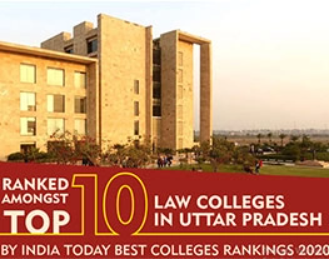 RANKED
AMONGST
TOP
10
LAW COLLEGES
IN UTTAR PRADESH
BY INDIA TODAY BEST COLLEGES RANKINGS 2020